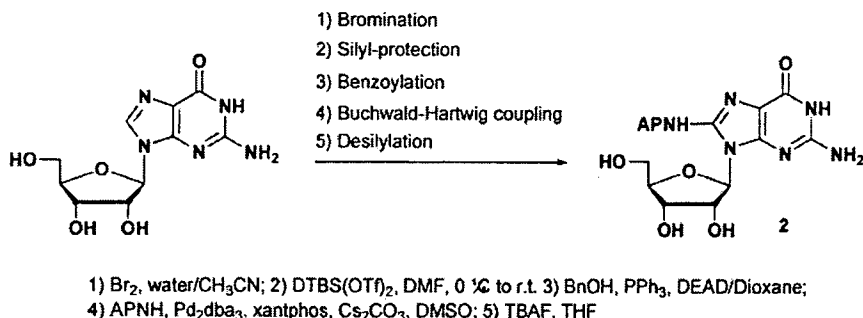 1) Bromination
2) Silyl-protection
3) Benzoylation
4) Buchwald-Hartwig coupling
5) Desilylation
O
N
NH
N
N
NH₂
HO
O
OH
OH
O
N
NH
APNH
N
N
NH₂
HO
O
OH
OH
2
1) Br₂, water/CH₃CN; 2) DTBS(OTf)₂, DMF, 0 ℃ to r.t. 3) BnOH, PPh₃, DEAD/Dioxane;
4) APNH, Pd₂dba₃, xantphos, Cs₂CO₃, DMSO; 5) TBAF, THF